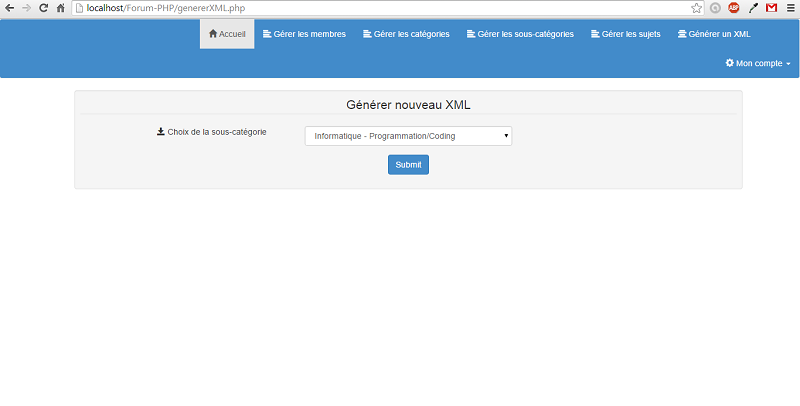 localhost/Forum-PHP/genererXML.php
ABP
Accueil Gérer les membres Gérer les catégories Gérer les sous-catégories Gérer les sujets Générer un XML
Mon compte
Générer nouveau XML
Choix de la sous-catégorie Informatique - Programmation/Coding
Submit